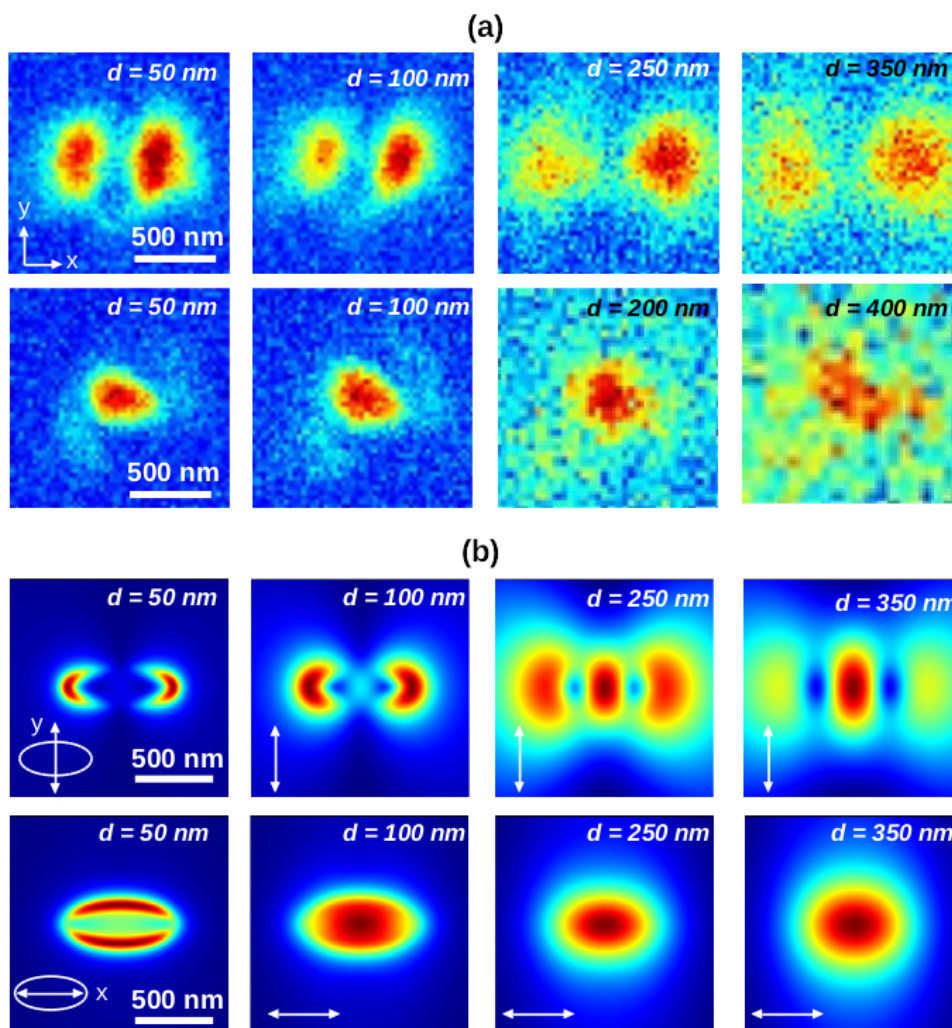 (a)
d = 50 nm
d = 100 nm
d = 250 nm
d = 350 nm
y
x
500 nm
d = 50 nm
d = 100 nm
d = 200 nm
d = 400 nm
500 nm
(b)
d = 50 nm
d = 100 nm
d = 250 nm
d = 350 nm
y
500 nm
d = 50 nm
d = 100 nm
d = 250 nm
d = 350 nm
x
500 nm